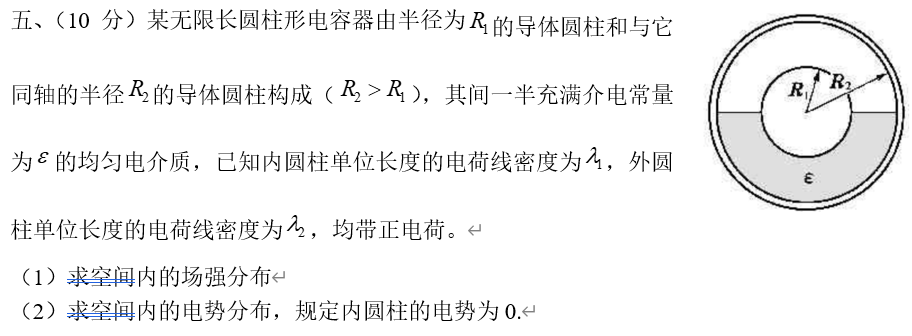 五、（10 分）某无限长圆柱形电容器由半径为R₁的导体圆柱和与它
同轴的半径R₂的导体圆柱构成（R₂ > R₁），其间一半充满介电常量
为ε的均匀电介质，已知内圆柱单位长度的电荷线密度为λ₁，外圆
柱单位长度的电荷线密度为λ₂，均带正电荷。↵
（1）求空间内的场强分布↵
（2）求空间内的电势分布，规定内圆柱的电势为 0.↵
R₁
R₂
ε